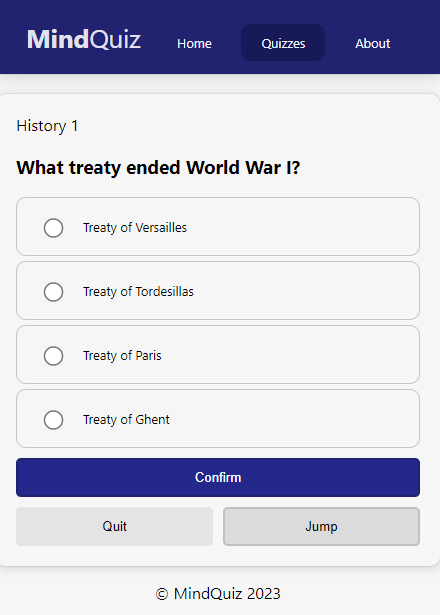 MindQuiz Home Quizzes About
History 1
What treaty ended World War I?
Treaty of Versailles
Treaty of Tordesillas
Treaty of Paris
Treaty of Ghent
Confirm
Quit Jump
© MindQuiz 2023